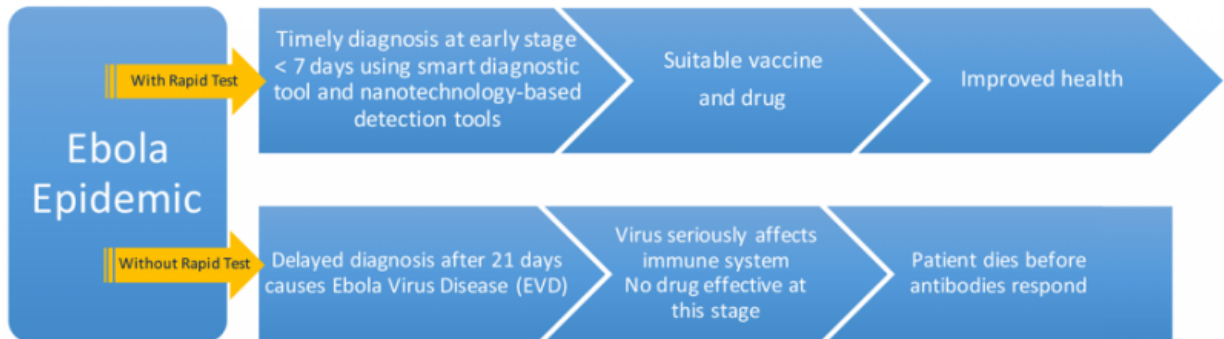 Ebola
Epidemic
With Rapid Test
Timely diagnosis at early stage
< 7 days using smart diagnostic
tool and nanotechnology-based
detection tools
Suitable vaccine
and drug
Improved health
Without Rapid Test
Delayed diagnosis after 21 days
causes Ebola Virus Disease (EVD)
Virus seriously affects
immune system
No drug effective at
this stage
Patient dies before
antibodies respond